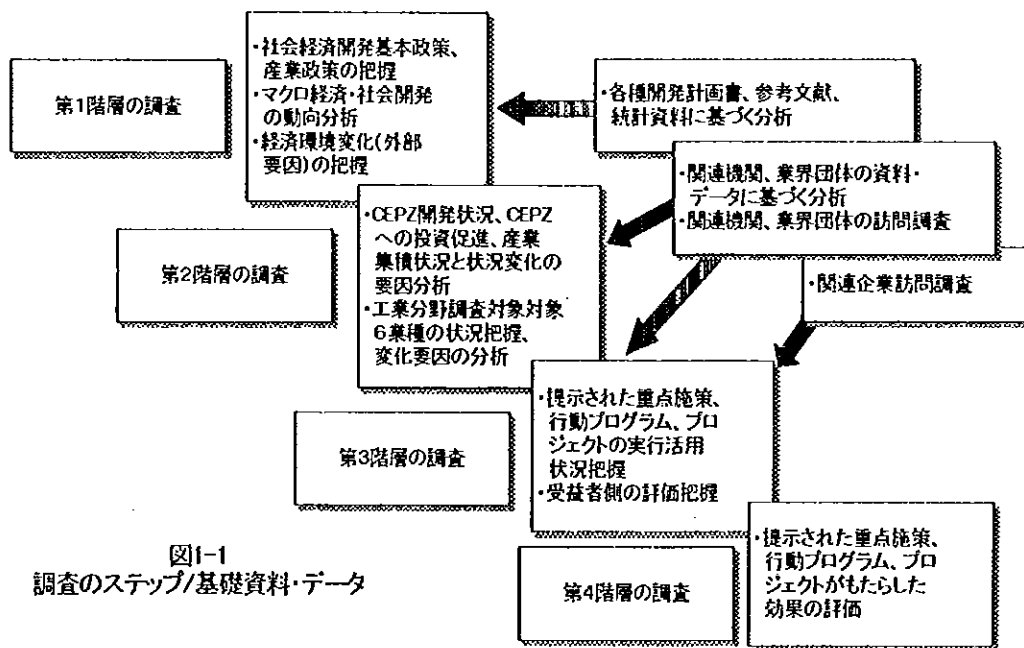 第1階層の調査
・社会経済開発基本政策、
産業政策の把握
・マクロ経済・社会開発
の動向分析
・経済環境変化(外部
要因)の把握
・各種開発計画書、参考文献、
統計資料に基づく分析
・関連機関、業界団体の資料・
データに基づく分析
・関連機関、業界団体の訪問調査
第2階層の調査
・CEPZ開発状況、CEPZ
への投資促進、産業
集積状況と状況変化の
要因分析
・工業分野調査対象対象
6業種の状況把握、
変化要因の分析
・関連企業訪問調査
第3階層の調査
・提示された重点施策、
行動プログラム、プロ
ジェクトの実行活用
状況把握
・受益者側の評価把握
第4階層の調査
・提示された重点施策、
行動プログラム、プロ
ジェクトがもたらした
効果の評価
図1-1
調査のステップ/基礎資料・データ